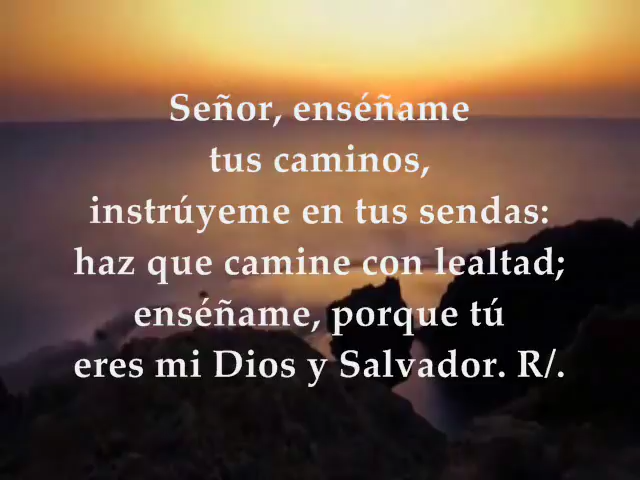 Señor, enséñame
tus caminos,
instrúyeme en tus sendas:
haz que camine con lealtad;
enséñame, porque tú
eres mi Dios y Salvador. R/.